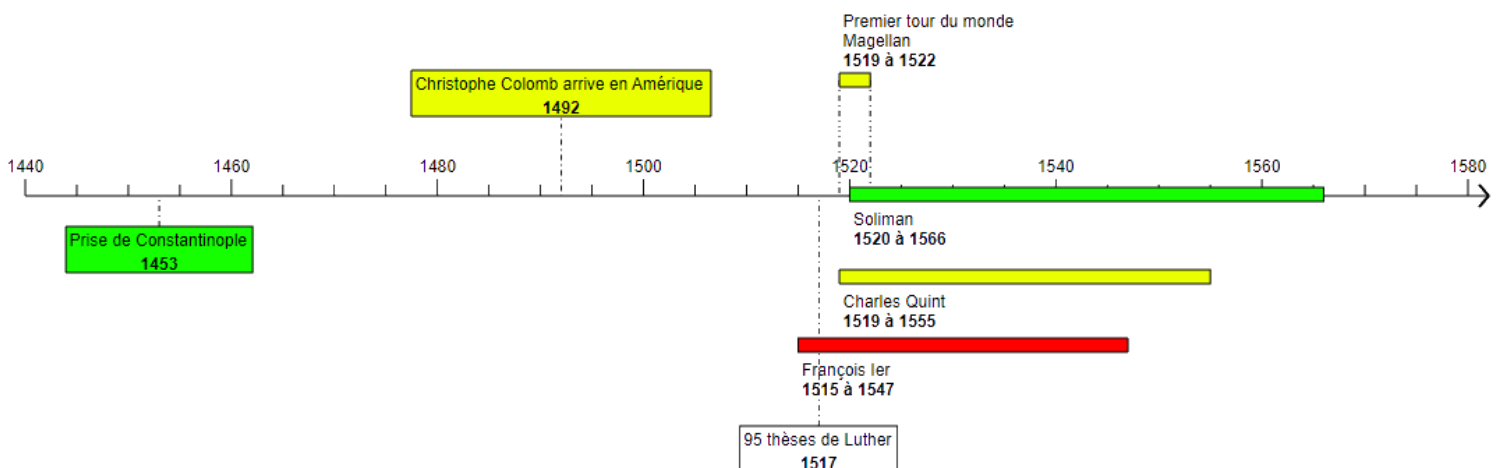 Premier tour du monde
Magellan
1519 à 1522
Christophe Colomb arrive en Amérique
1492
1440 1460 1480 1500 1520 1540 1560 1580
Prise de Constantinople
1453
Soliman
1520 à 1566
Charles Quint
1519 à 1555
François Ier
1515 à 1547
95 thèses de Luther
1517